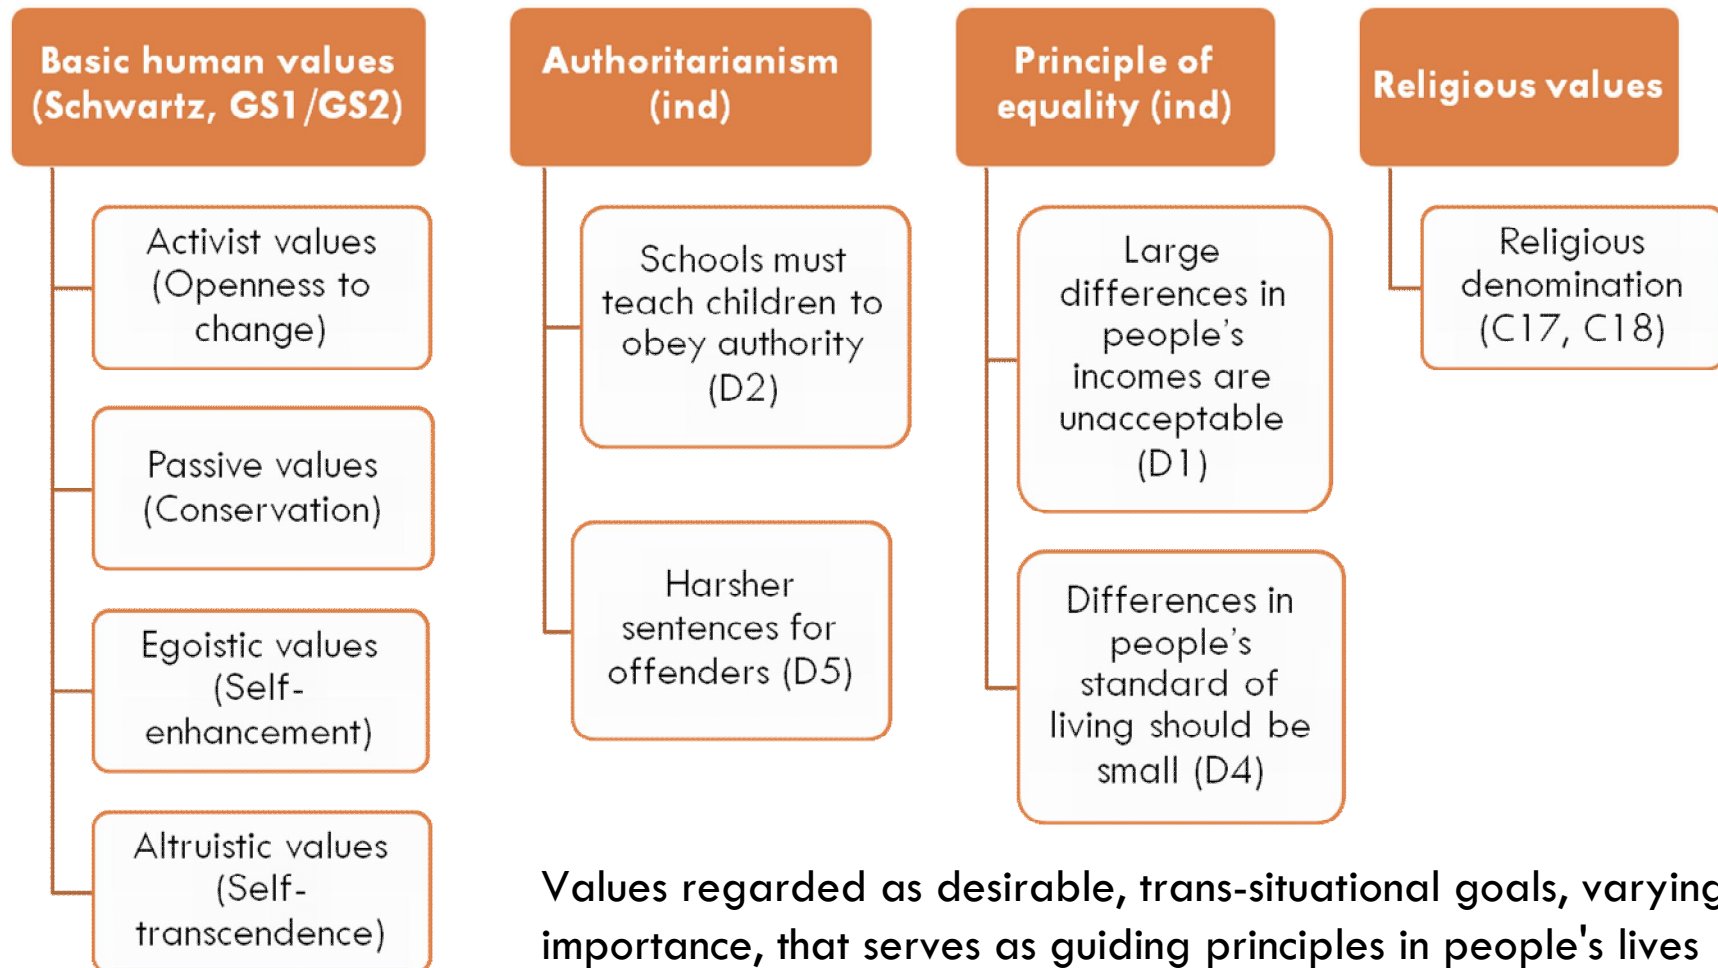 Basic human values
(Schwartz, GS1/GS2)
Activist values
(Openness to
change)
Passive values
(Conservation)
Egoistic values
(Self-
enhancement)
Altruistic values
(Self-
transcendence)
Authoritarianism
(ind)
Schools must
teach children to
obey authority
(D2)
Harsher
sentences for
offenders (D5)
Principle of
equality (ind)
Large
differences in
people's
incomes are
unacceptable
(D1)
Differences in
people's
standard of
living should be
small (D4)
Religious values
Religious
denomination
(C17, C18)
Values regarded as desirable, trans-situational goals, varying
importance, that serves as guiding principles in people's lives